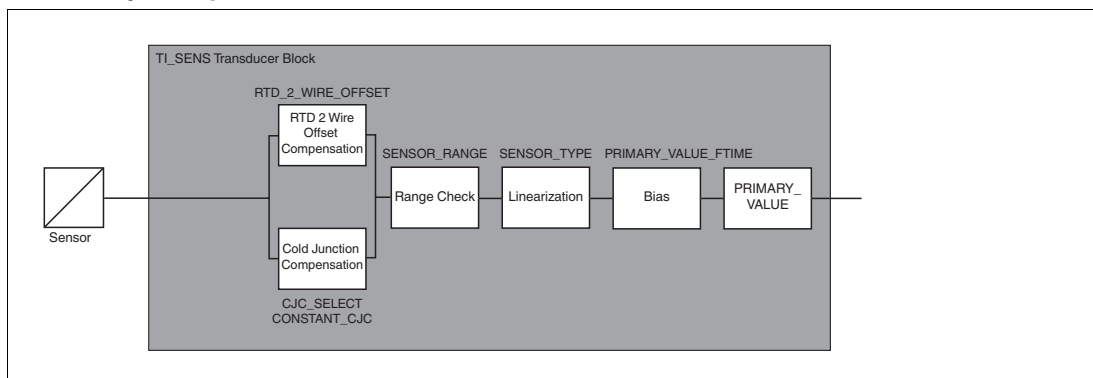 TI_SENS Transducer Block
RTD_2_WIRE_OFFSET
RTD 2 Wire
Offset
Compensation
SENSOR_RANGE
SENSOR_TYPE
PRIMARY_VALUE_FTIME
Range Check
Linearization
Bias
PRIMARY_
VALUE
Sensor
Cold Junction
Compensation
CJC_SELECT
CONSTANT_CJC